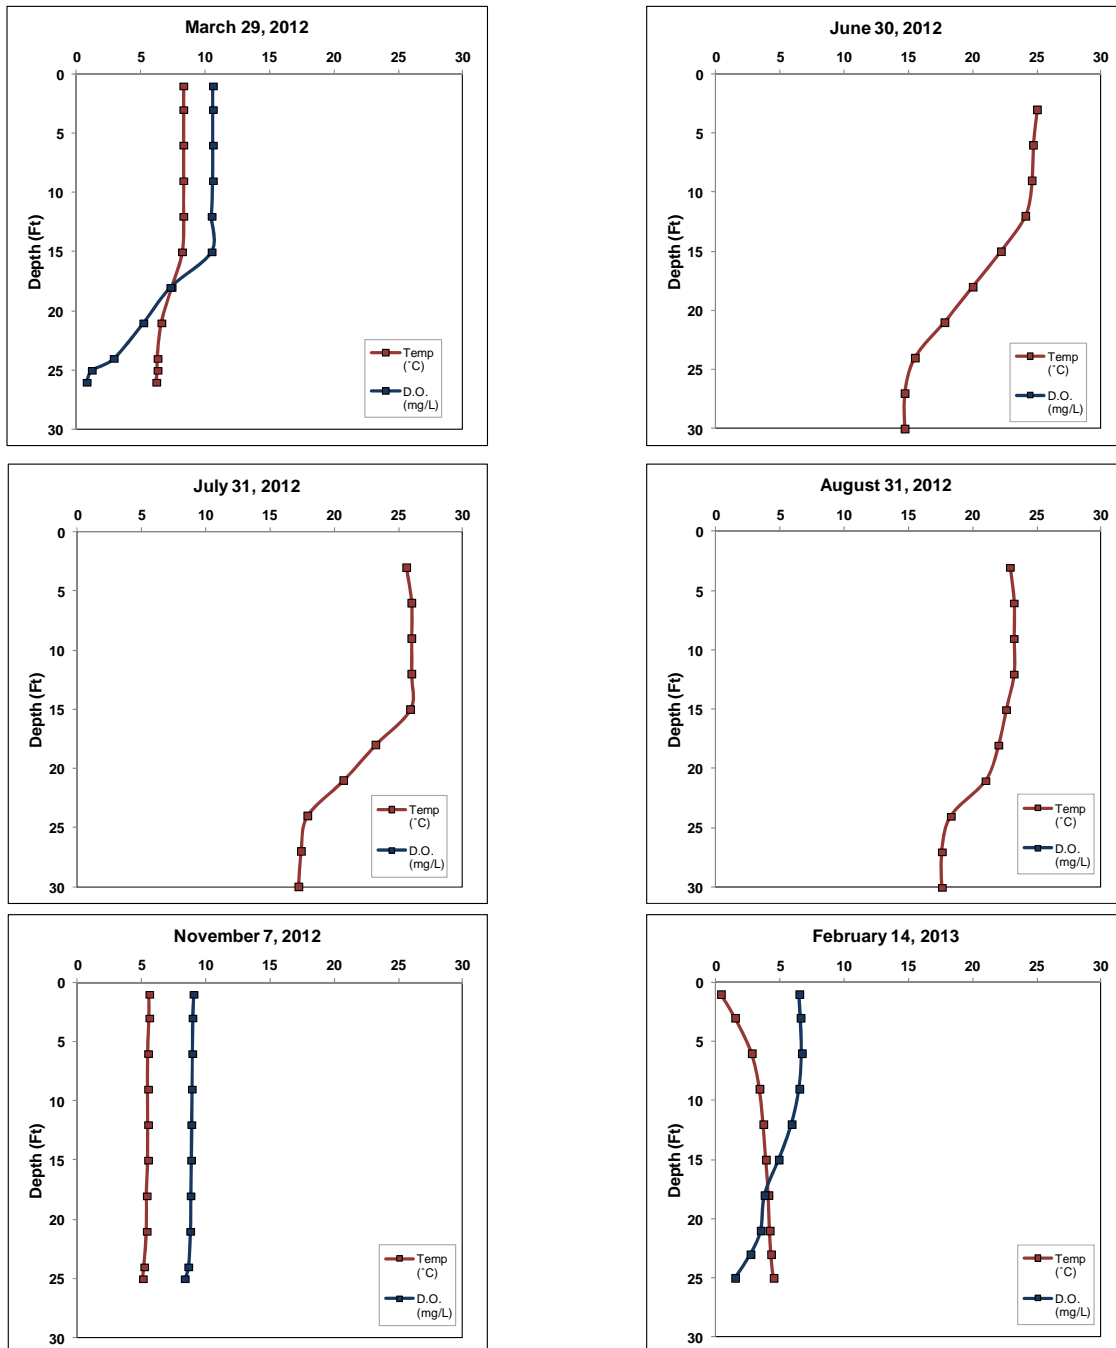 March 29, 2012
0 5 10 15 20 25 30
0
5
10
15
20
25
30
Depth (Ft)
Temp
(˚C)
D.O.
(mg/L)
June 30, 2012
0 5 10 15 20 25 30
0
5
10
15
20
25
30
Depth (Ft)
Temp
(˚C)
D.O.
(mg/L)
July 31, 2012
0 5 10 15 20 25 30
0
5
10
15
20
25
30
Depth (Ft)
Temp
(˚C)
D.O.
(mg/L)
August 31, 2012
0 5 10 15 20 25 30
0
5
10
15
20
25
30
Depth (Ft)
Temp
(˚C)
D.O.
(mg/L)
November 7, 2012
0 5 10 15 20 25 30
0
5
10
15
20
25
30
Depth (Ft)
Temp
(˚C)
D.O.
(mg/L)
February 14, 2013
0 5 10 15 20 25 30
0
5
10
15
20
25
30
Depth (Ft)
Temp
(˚C)
D.O.
(mg/L)